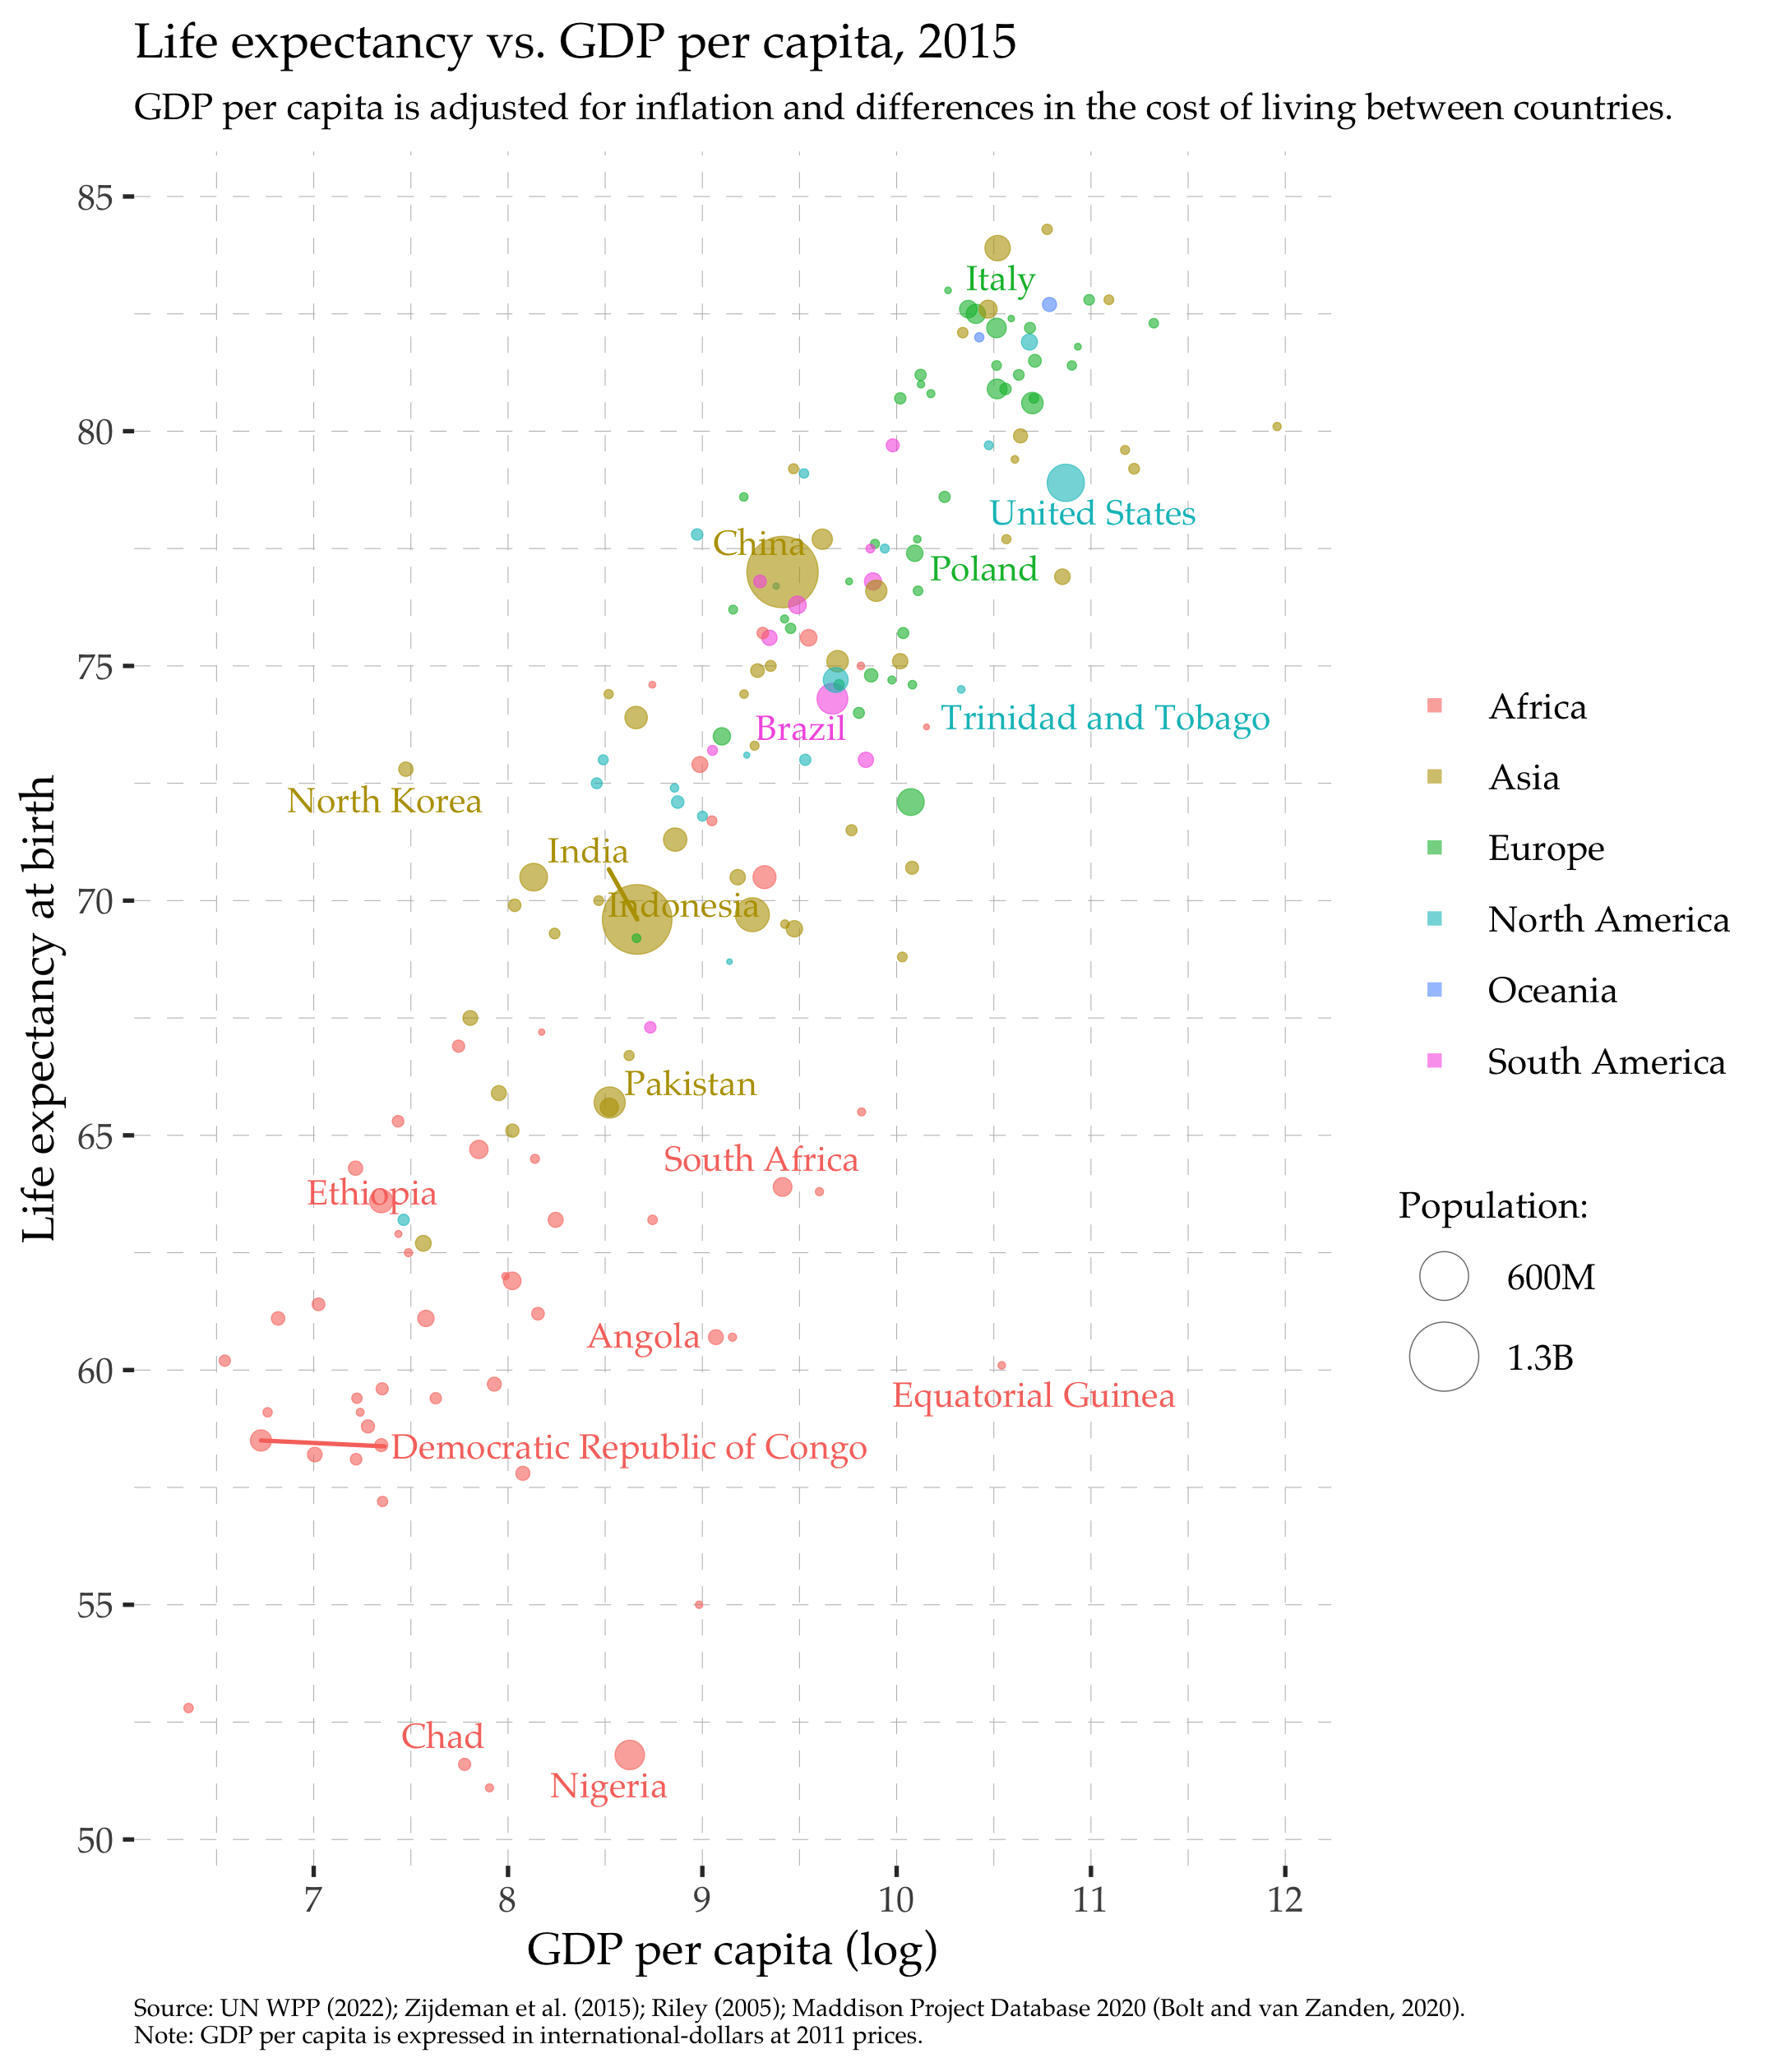 Life expectancy vs. GDP per capita, 2015
GDP per capita is adjusted for inflation and differences in the cost of living between countries.
85
80
75
70
65
60
55
50
Life expectancy at birth
Italy
United States
China
Poland
Brazil
Trinidad and Tobago
North Korea
India
Indonesia
Pakistan
South Africa
Ethiopia
Angola
Equatorial Guinea
Democratic Republic of Congo
Chad
Nigeria
7
8
9
10
11
12
GDP per capita (log)
Africa
Asia
Europe
North America
Oceania
South America
Population:
600M
1.3B
Source: UN WPP (2022); Zijdeman et al. (2015); Riley (2005); Maddison Project Database 2020 (Bolt and van Zanden, 2020).
Note: GDP per capita is expressed in international-dollars at 2011 prices.